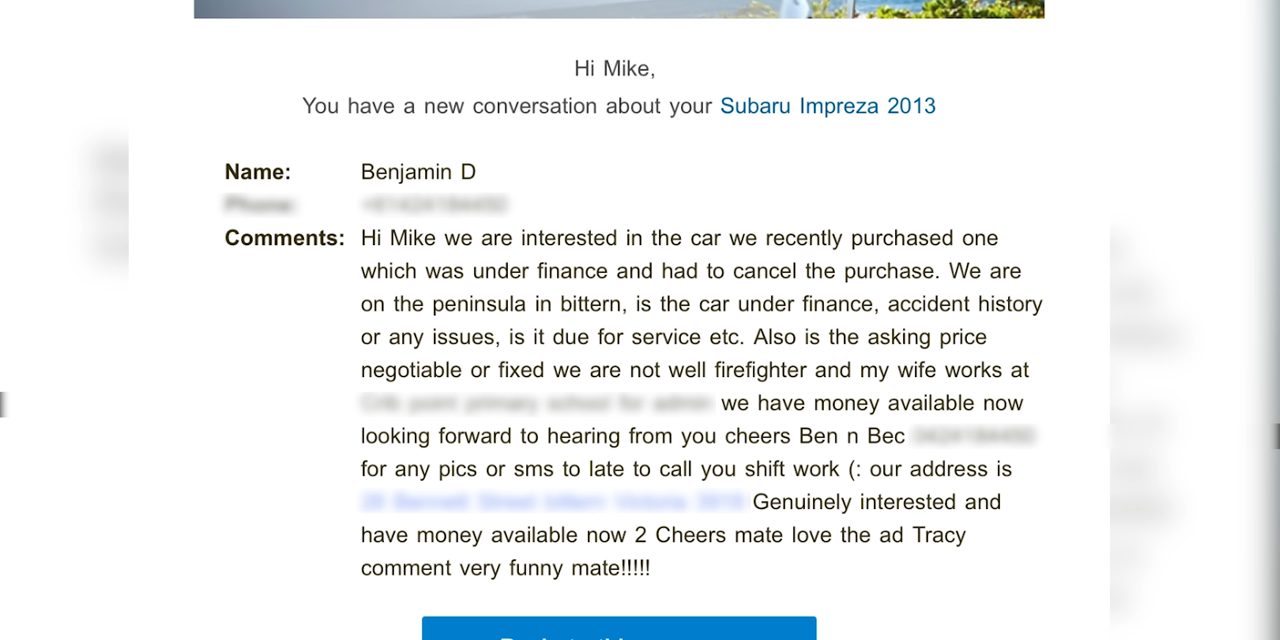 Hi Mike,
You have a new conversation about your Subaru Impreza 2013
Name: Benjamin D
Comments: Hi Mike we are interested in the car we recently purchased one
which was under finance and had to cancel the purchase. We are
on the peninsula in bittern, is the car under finance, accident history
or any issues, is it due for service etc. Also is the asking price
negotiable or fixed we are not well firefighter and my wife works at
we have money available now
looking forward to hearing from you cheers Ben n Bec
for any pics or sms to late to call you shift work (: our address is
Genuinely interested and
have money available now 2 Cheers mate love the ad Tracy
comment very funny mate!!!!!